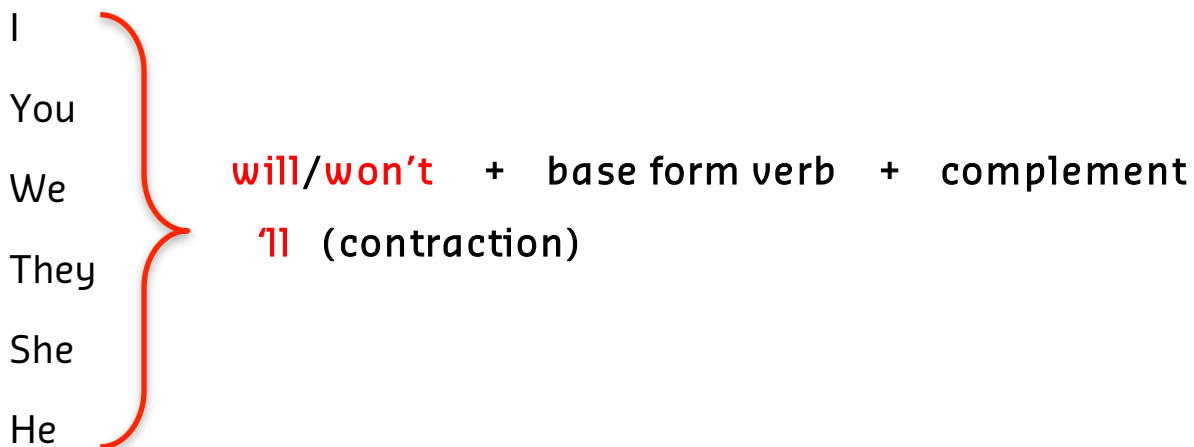 I
You
will/won't + base form verb + complement
We
'll (contraction)
They
She
He